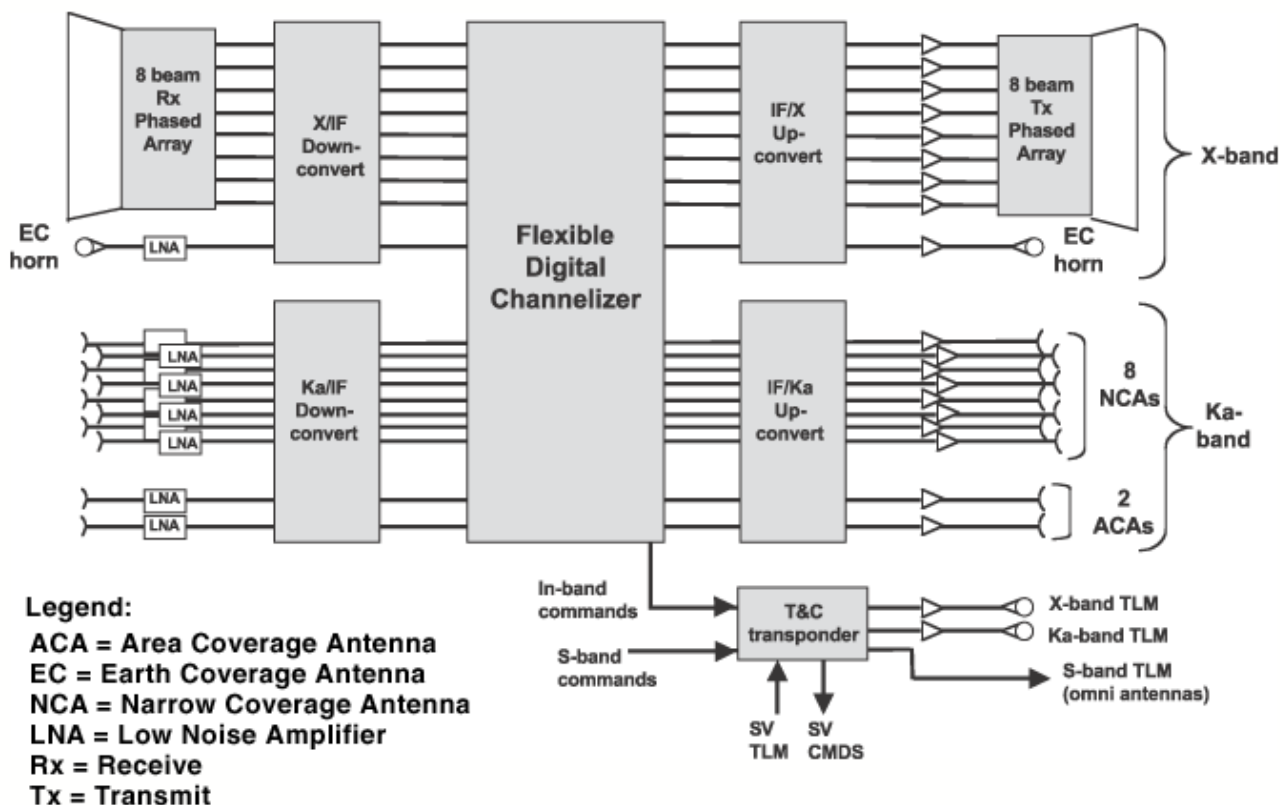 8 beam
Rx
Phased
Array
X/IF
Down-
convert
Flexible
Digital
Channelizer
IF/X
Up-
convert
8 beam
Tx
Phased
Array
X-band
EC
horn
LNA
EC
horn
LNA
LNA
LNA
LNA
Ka/IF
Down-
convert
IF/Ka
Up-
convert
8
NCAs
Ka-
band
LNA
LNA
2
ACAs
In-band
commands
S-band
commands
T&C
transponder
X-band TLM
Ka-band TLM
S-band TLM
(omni antennas)
SV
TLM
SV
CMDS
Legend:
ACA = Area Coverage Antenna
EC = Earth Coverage Antenna
NCA = Narrow Coverage Antenna
LNA = Low Noise Amplifier
Rx = Receive
Tx = Transmit